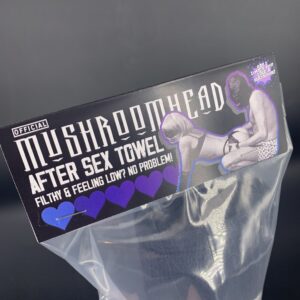 OFFICIAL
MUSHROOMHEAD
AFTER SEX TOWEL
FILTHY & FEELING LOW? NO PROBLEM!